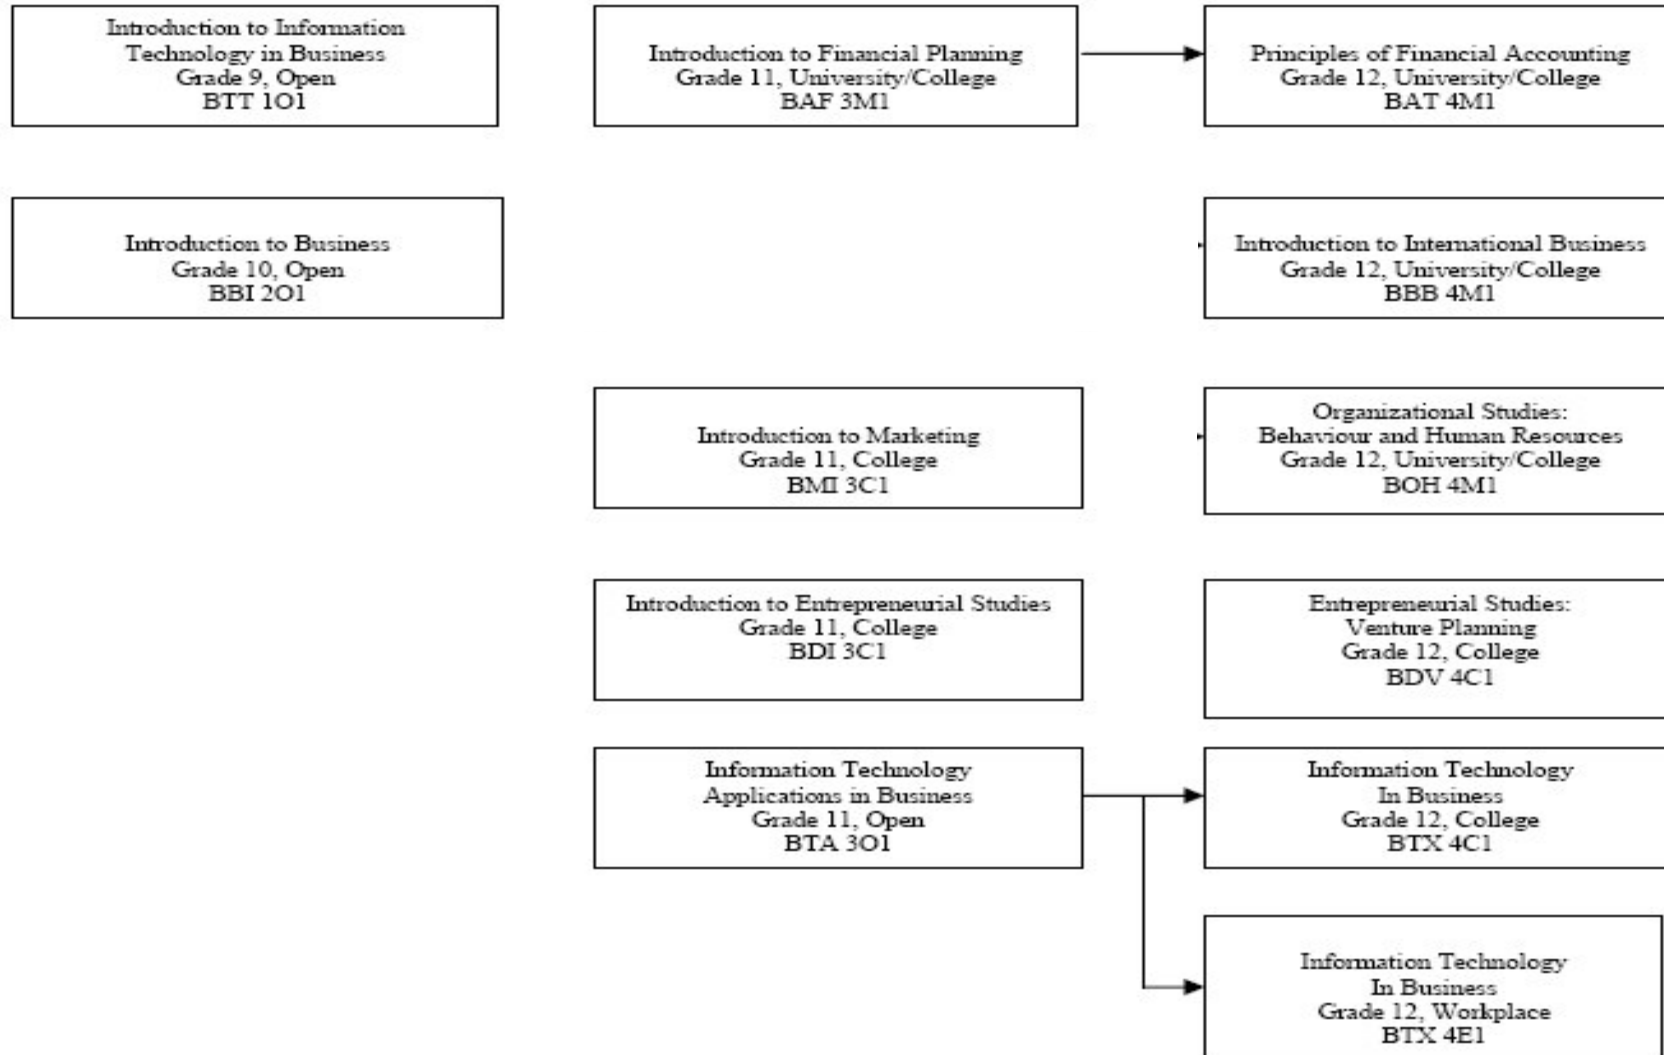 Introduction to Information
Technology in Business
Grade 9, Open
BTT 1O1
Introduction to Financial Planning
Grade 11, University/College
BAF 3M1
Principles of Financial Accounting
Grade 12, University/College
BAT 4M1
Introduction to Business
Grade 10, Open
BBI 2O1
Introduction to International Business
Grade 12, University/College
BBB 4M1
Introduction to Marketing
Grade 11, College
BMI 3C1
Organizational Studies:
Behaviour and Human Resources
Grade 12, University/College
BOH 4M1
Introduction to Entrepreneurial Studies
Grade 11, College
BDI 3C1
Entrepreneurial Studies:
Venture Planning
Grade 12, College
BDV 4C1
Information Technology
Applications in Business
Grade 11, Open
BTA 3O1
Information Technology
In Business
Grade 12, College
BTX 4C1
Information Technology
In Business
Grade 12, Workplace
BTX 4E1